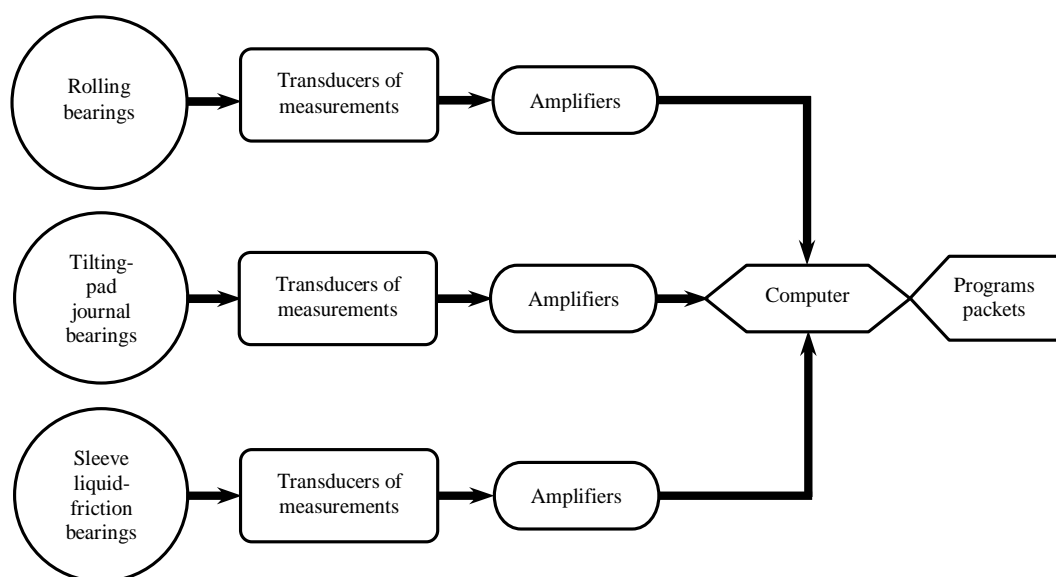 Rolling
bearings
Transducers of
measurements
Amplifiers
Tilting-
pad
journal
bearings
Transducers of
measurements
Amplifiers
Computer
Programs
packets
Sleeve
liquid-
friction
bearings
Transducers of
measurements
Amplifiers